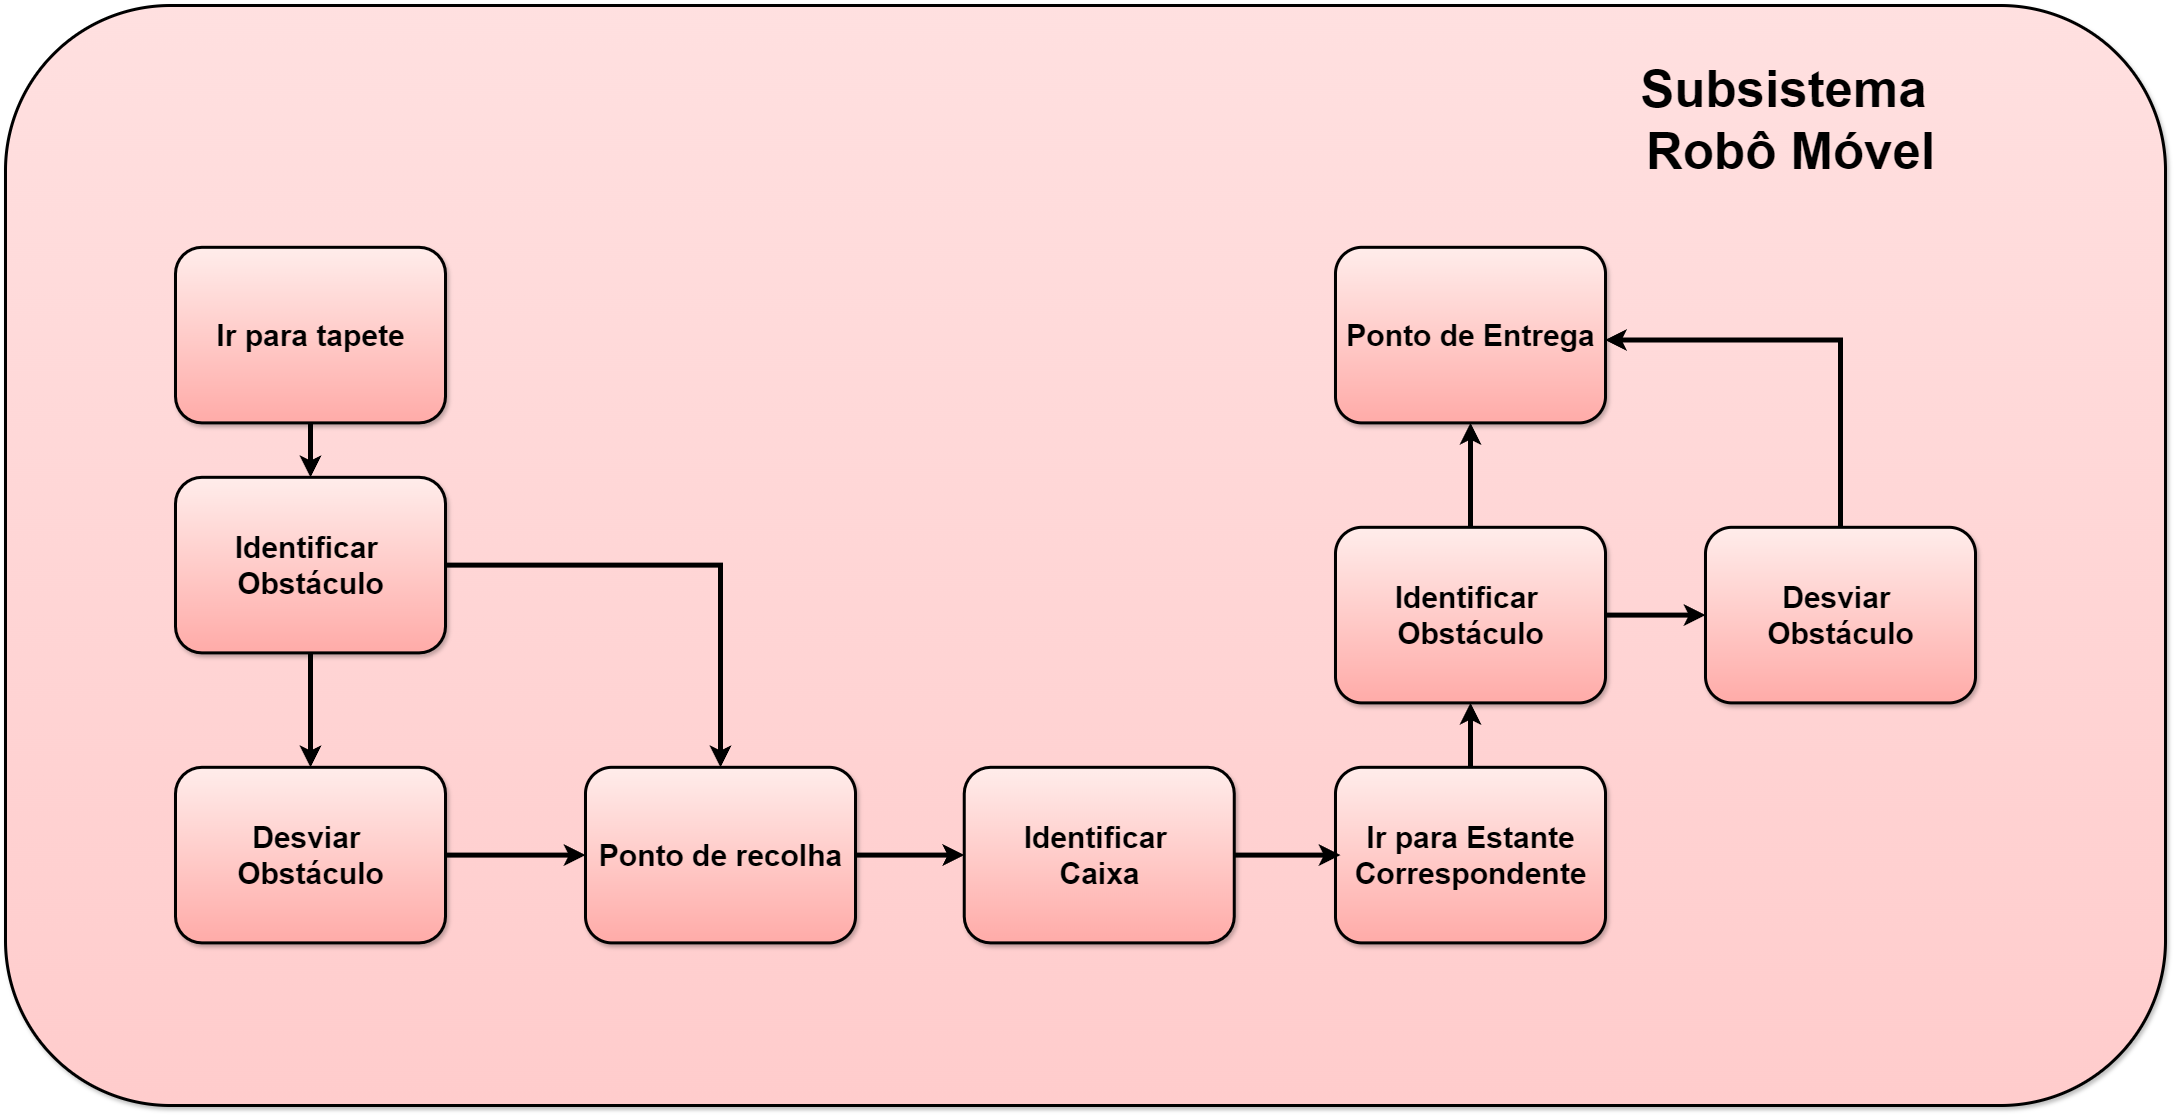 Subsistema
Robô Móvel
Ir para tapete
Identificar
Obstáculo
Desviar
Obstáculo
Ponto de recolha
Identificar
Caixa
Ir para Estante
Correspondente
Identificar
Obstáculo
Desviar
Obstáculo
Ponto de Entrega